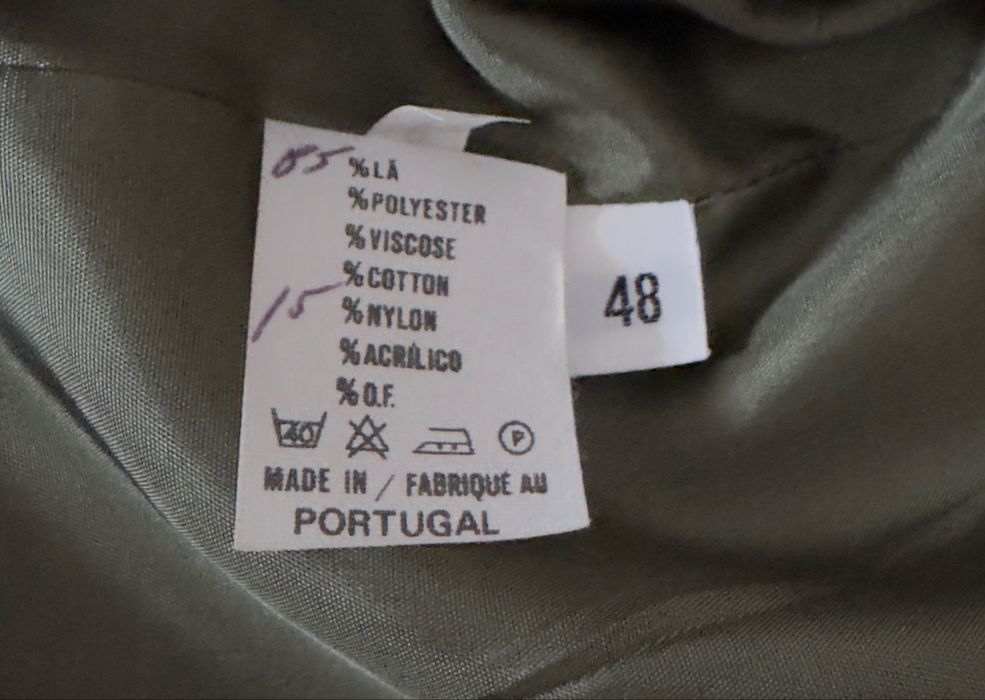 85 %LÃ
%POLYESTER
%VISCOSE
%COTTON
15 %NYLON
%ACRÍLICO
%O.F.
40 P
MADE IN / FABRIQUÉ AU
PORTUGAL
48